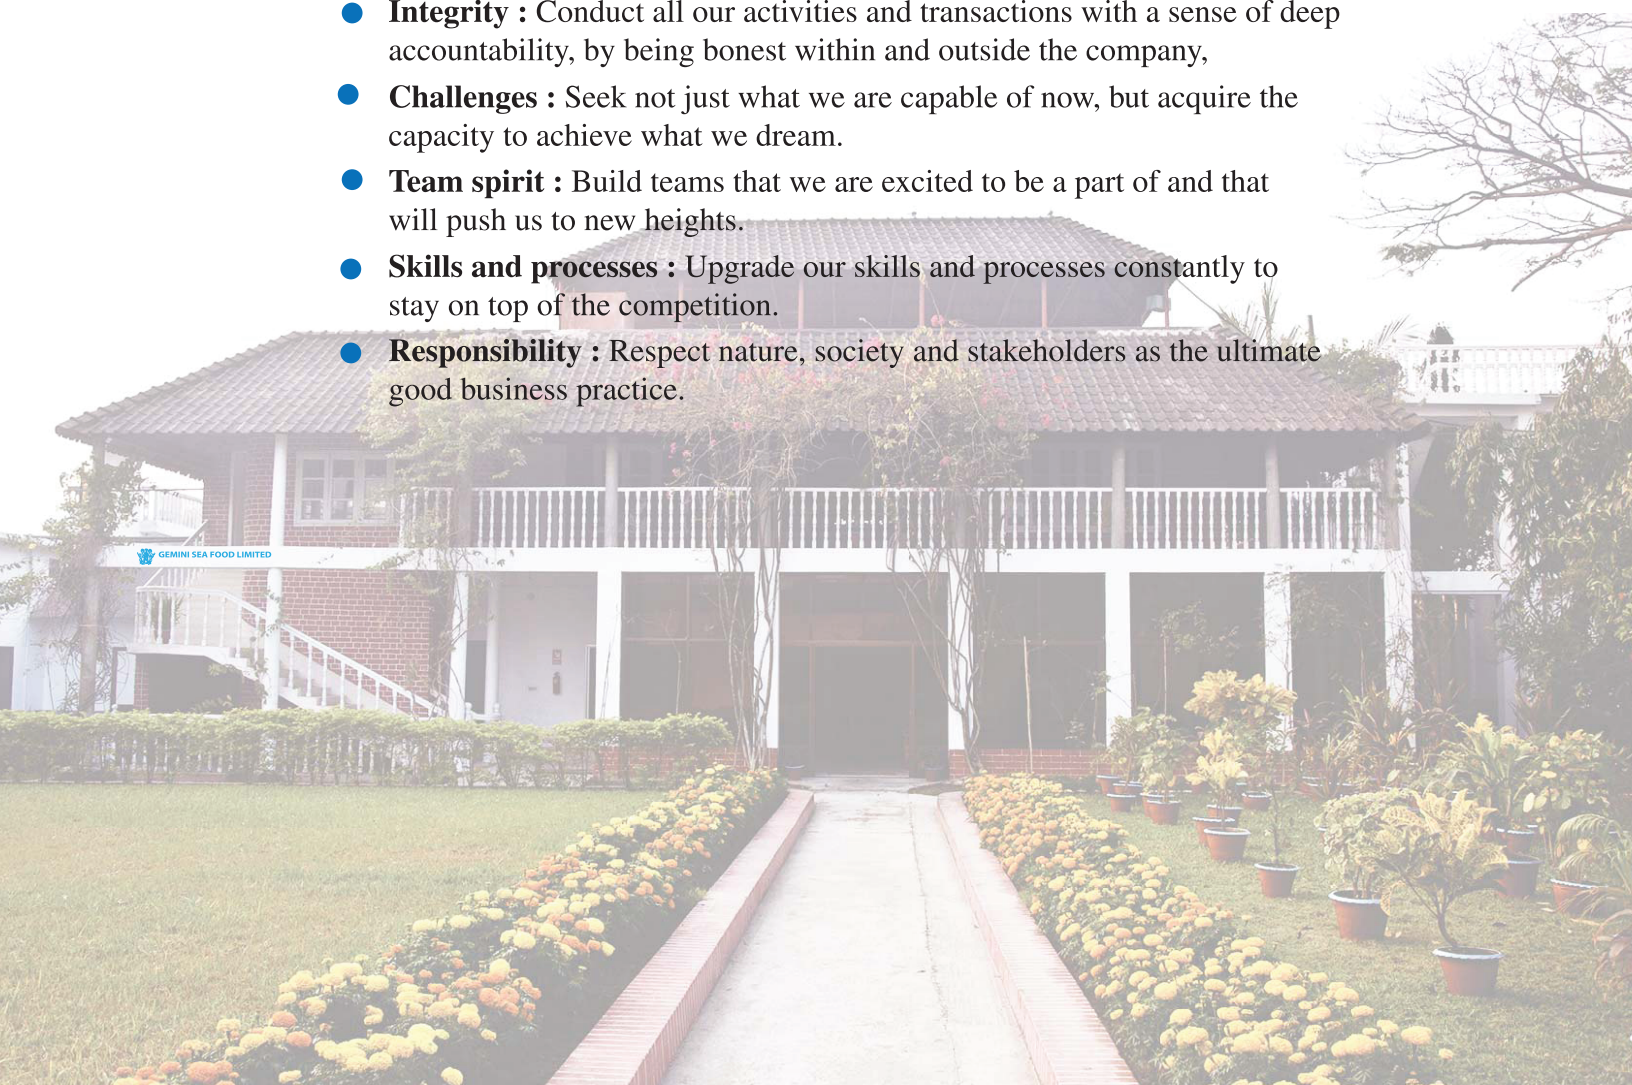 Integrity : Conduct all our activities and transactions with a sense of deep
accountability, by being bonest within and outside the company,
Challenges : Seek not just what we are capable of now, but acquire the
capacity to achieve what we dream.
Team spirit : Build teams that we are excited to be a part of and that
will push us to new heights.
Skills and processes : Upgrade our skills and processes constantly to
stay on top of the competition.
Responsibility : Respect nature, society and stakeholders as the ultimate
good business practice.
GEMINI SEA FOOD LIMITED